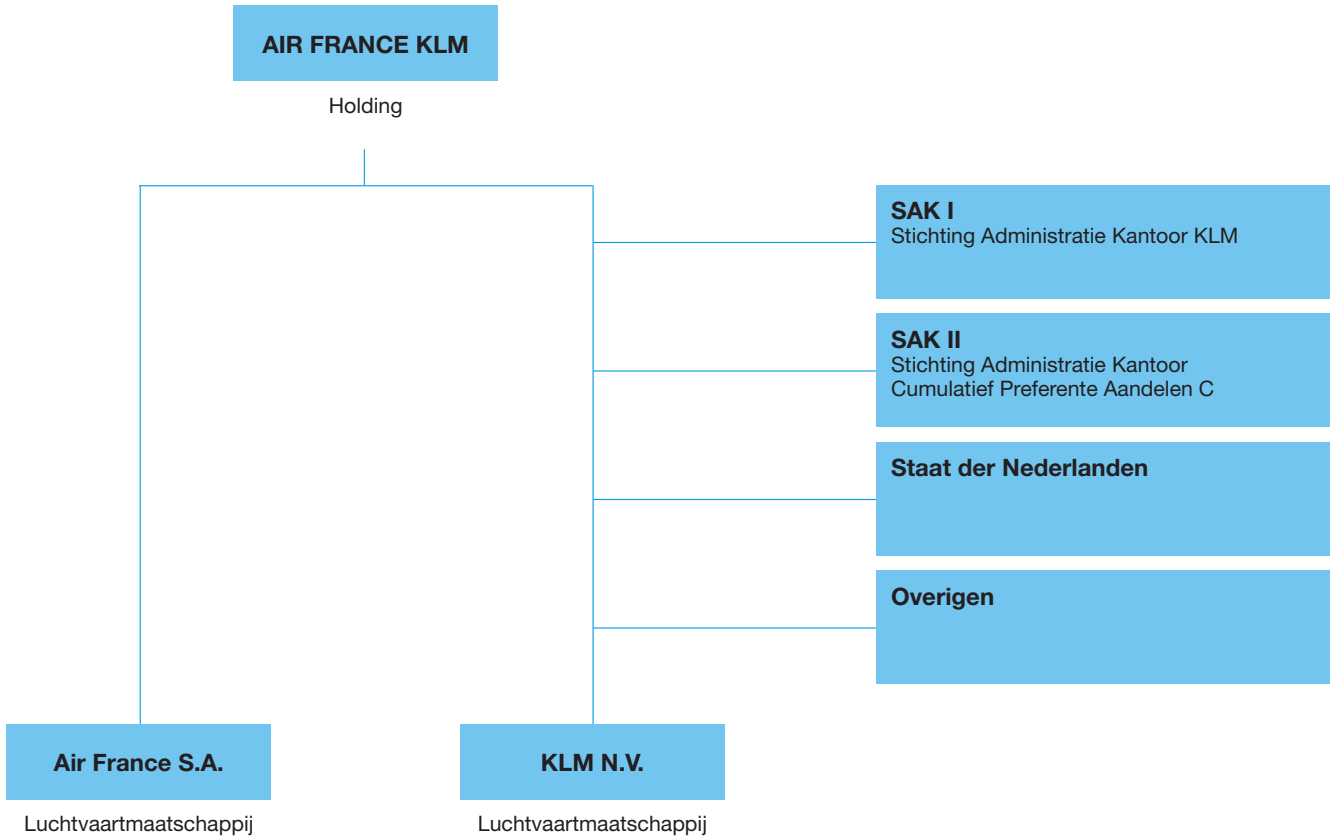 AIR FRANCE KLM
Holding
SAK I
Stichting Administratie Kantoor KLM
SAK II
Stichting Administratie Kantoor
Cumulatief Preferente Aandelen C
Staat der Nederlanden
Overigen
Air France S.A.
Luchtvaartmaatschappij
KLM N.V.
Luchtvaartmaatschappij